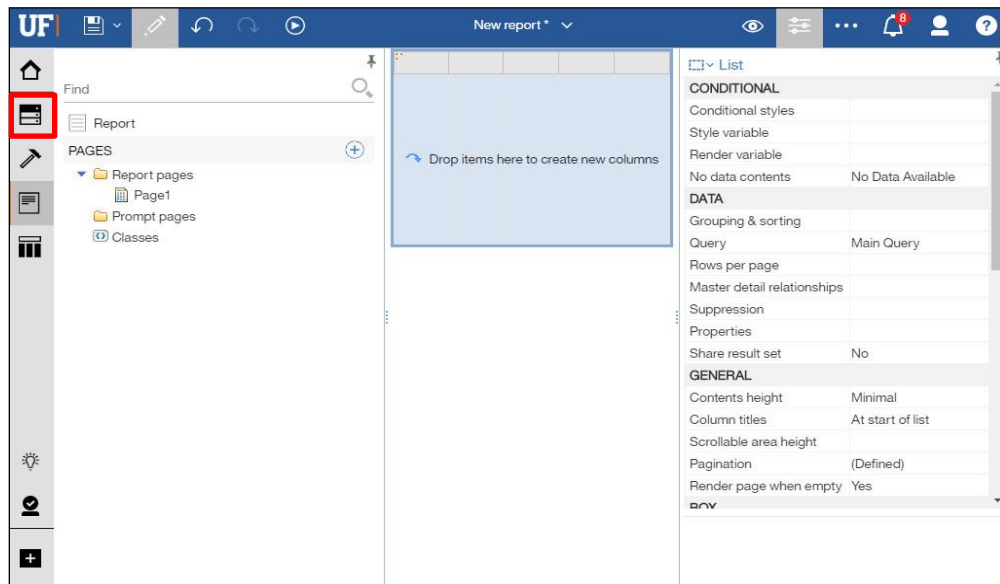 UF
New report *
8
?
Find
Report
PAGES
Report pages
Page1
Prompt pages
Classes
Drop items here to create new columns
List
CONDITIONAL
Conditional styles
Style variable
Render variable
No data contents No Data Available
DATA
Grouping & sorting
Query Main Query
Rows per page
Master detail relationships
Suppression
Properties
Share result set No
GENERAL
Contents height Minimal
Column titles At start of list
Scrollable area height
Pagination (Defined)
Render page when empty Yes
BOX